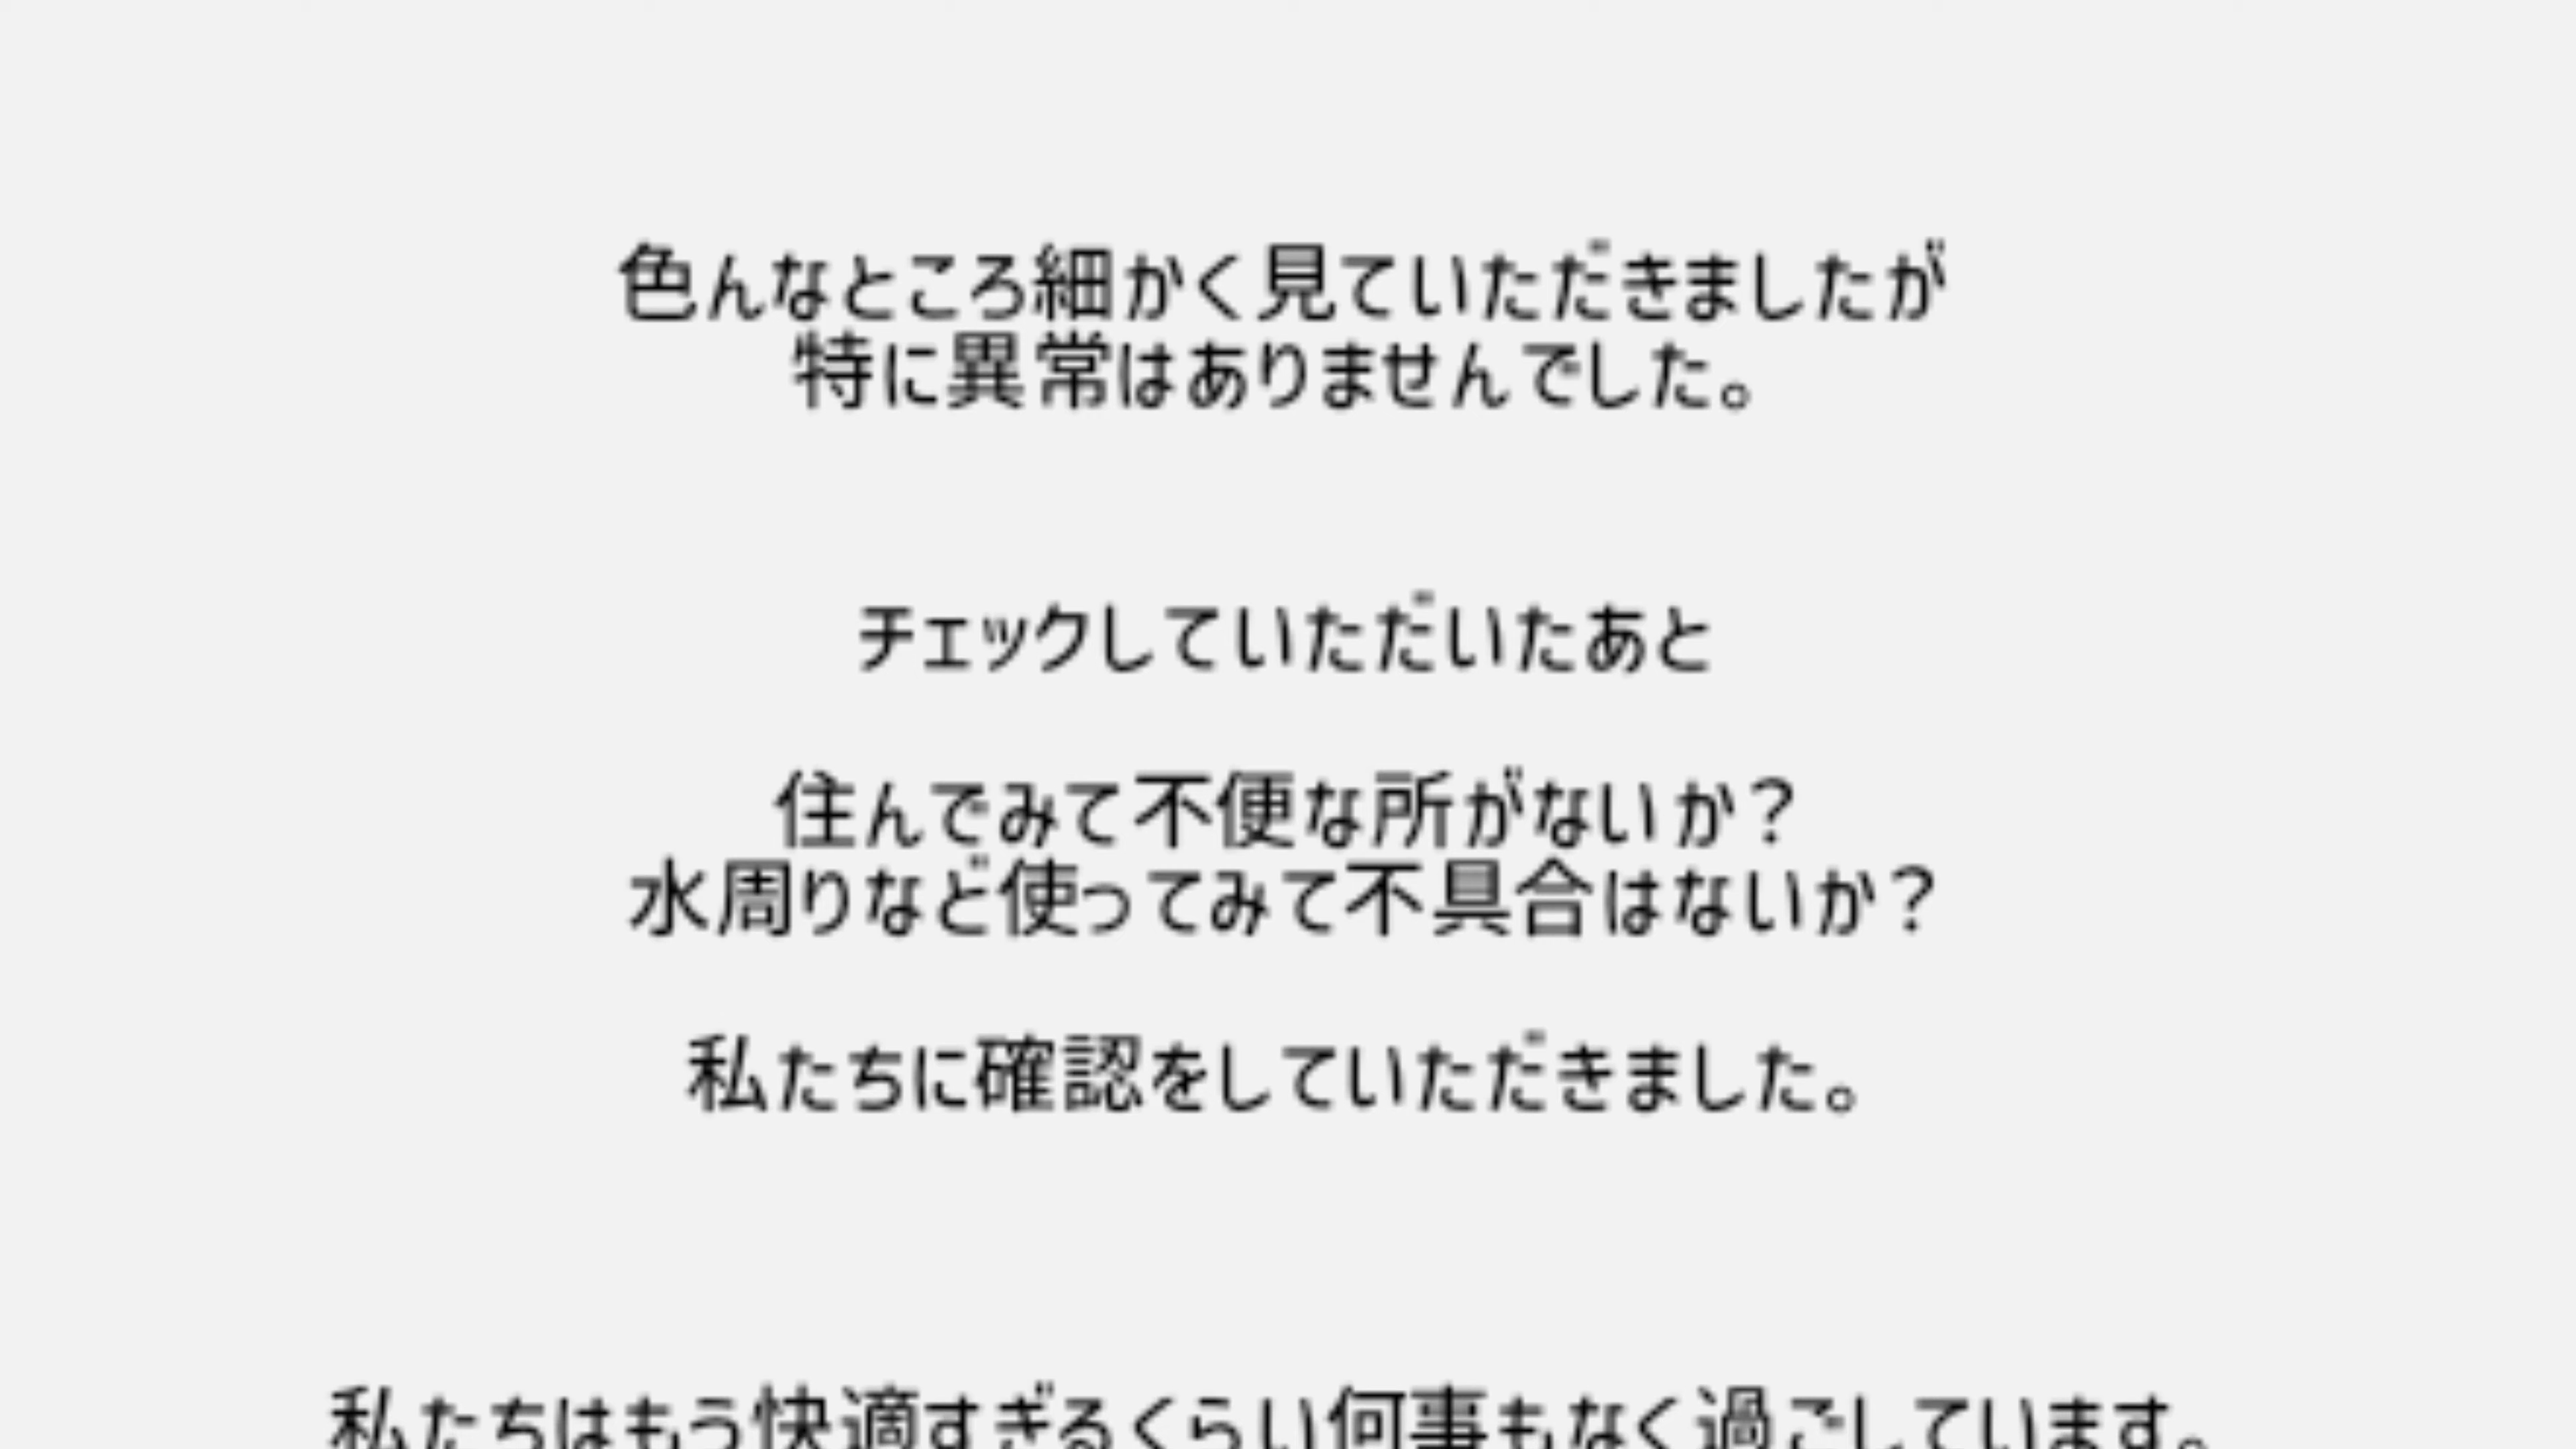 色んなところ細かく見ていただきましたが
特に異常はありませんでした。
チェックしていただいたあと
住んでみて不便な所がないか？
水周りなど使ってみて不具合はないか？
私たちに確認をしていただきました。
私たちはもう快適すぎるくらい何事もなく過ごしています。